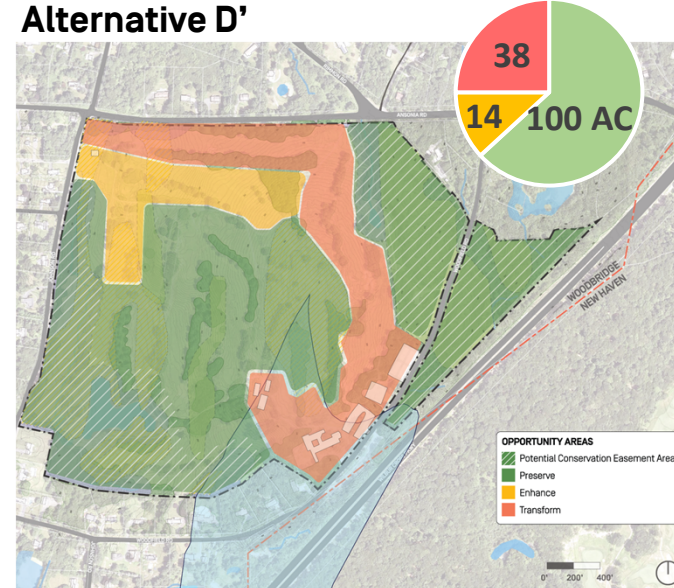 Alternative D’
38
14
100 AC
ANSONIA RD
WOODBRIDGE
NEW HAVEN
OPPORTUNITY AREAS
Potential Conservation Easement Area
Preserve
Enhance
Transform
0' 200' 400'